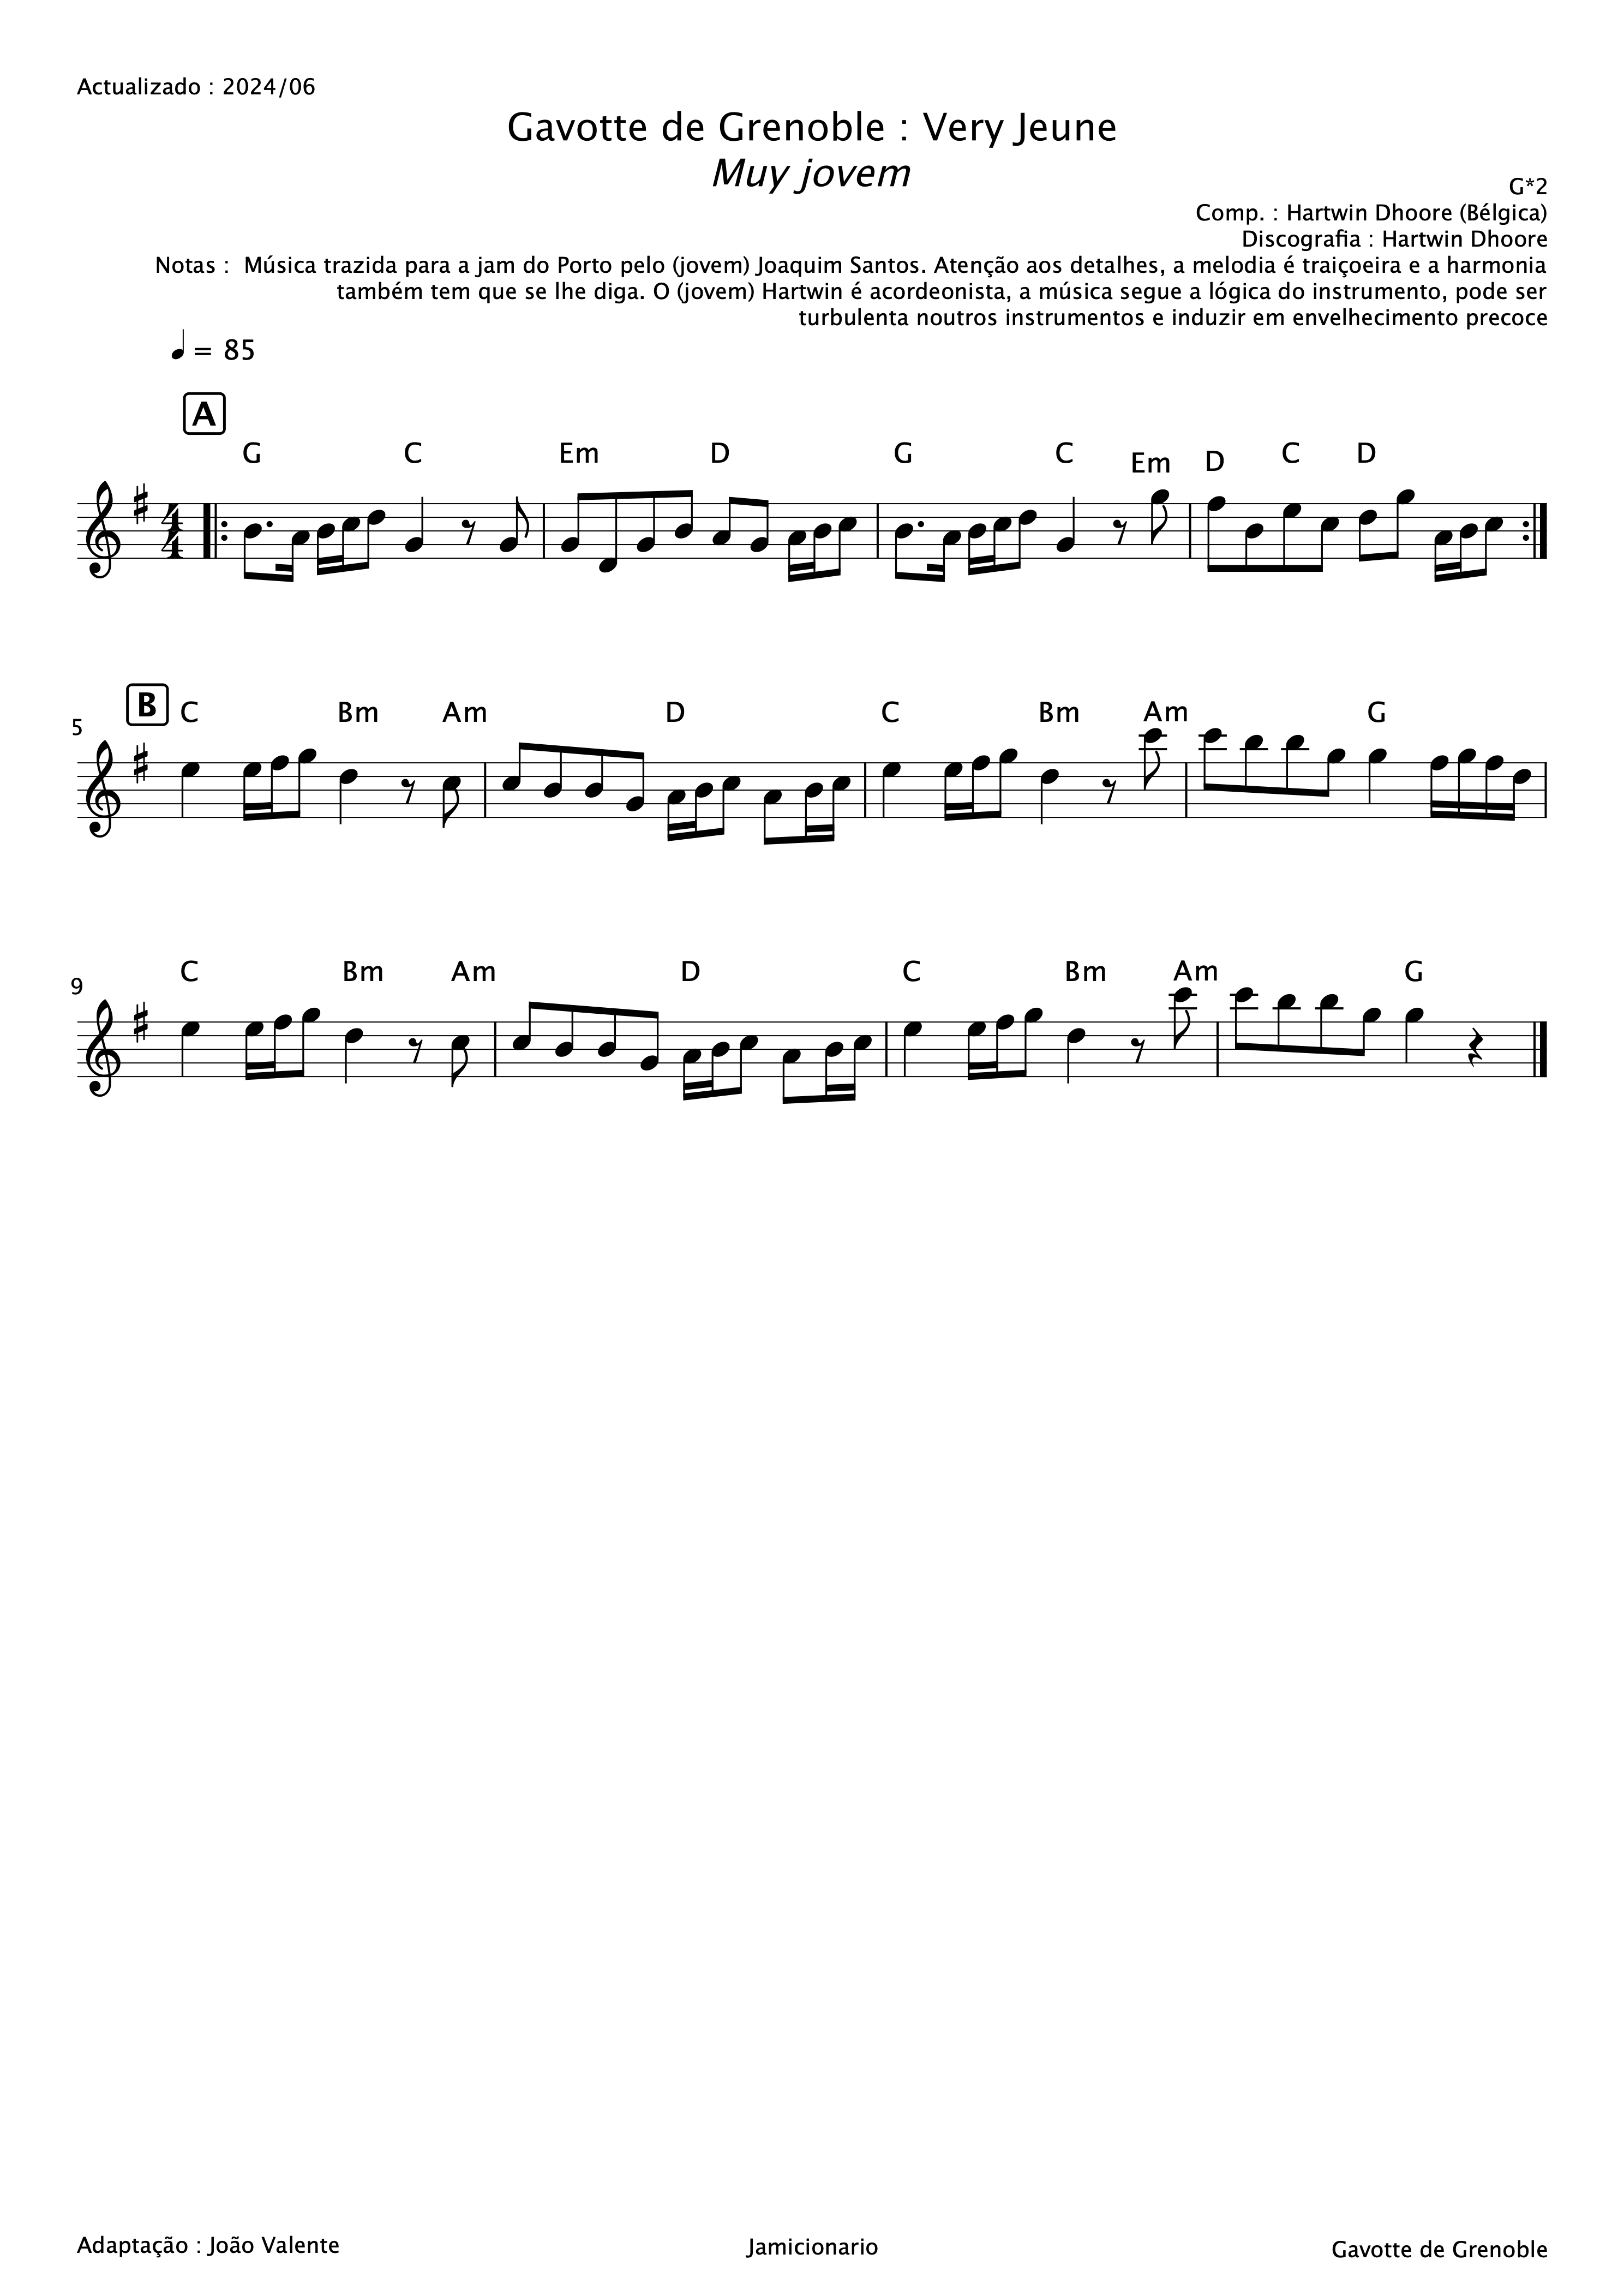 Actualizado : 2024/06
Gavotte de Grenoble : Very Jeune
Muy jovem
G*2
Comp. : Hartwin Dhoore (Bélgica)
Discografia : Hartwin Dhoore
Notas : Música trazida para a jam do Porto pelo (jovem) Joaquim Santos. Atenção aos detalhes, a melodia é traiçoeira e a harmonia
também tem que se lhe diga. O (jovem) Hartwin é acordeonista, a música segue a lógica do instrumento, pode ser
turbulenta noutros instrumentos e induzir em envelhecimento precoce
= 85
A
G C Em D G C Em D C D
4
4
B
5 C Bm Am D C Bm Am G
9 C Bm Am D C Bm Am G
Adaptação : João Valente
Jamicionario
Gavotte de Grenoble